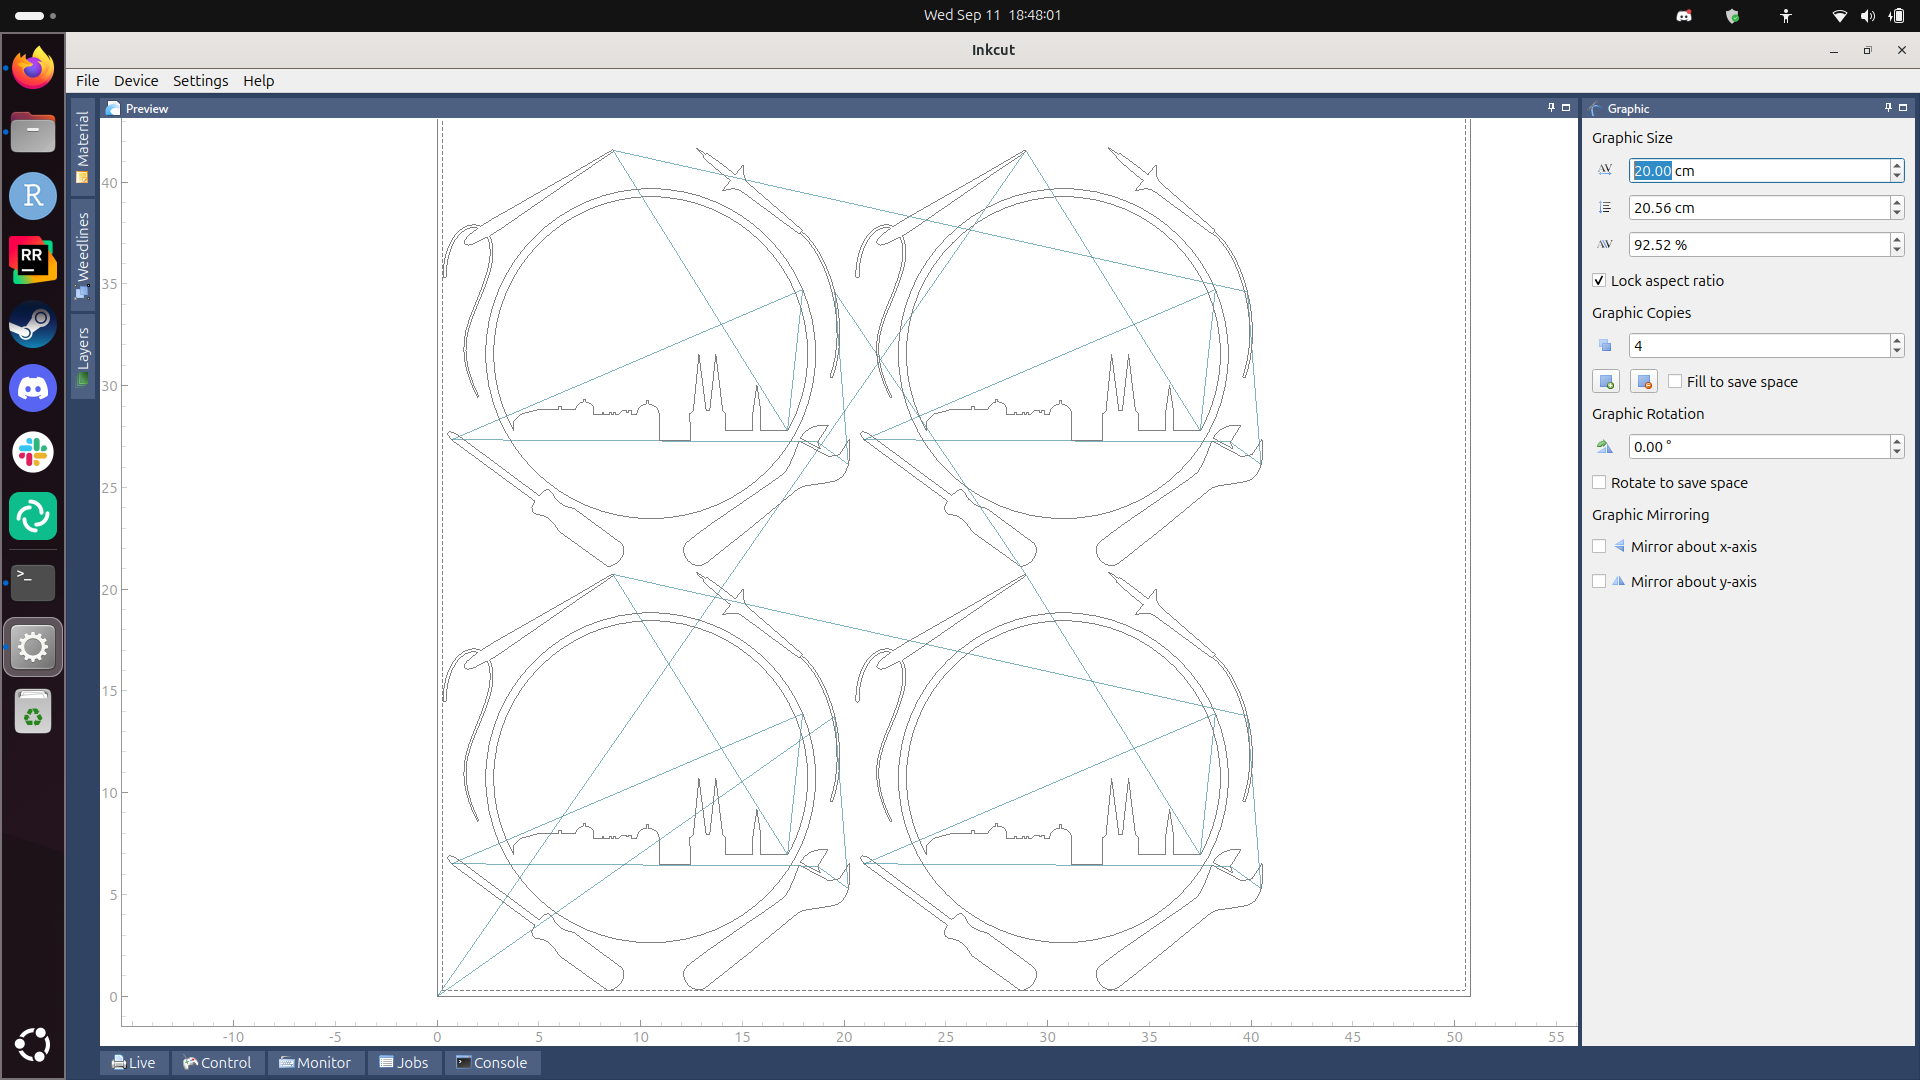 Wed Sep 11 18:48:01
Inkcut
File Device Settings Help
Material
Weedlines
Layers
Preview
40
35
30
25
20
15
10
5
0
-10 -5 0 5 10 15 20 25 30 35 40 45 50 55
Graphic
Graphic Size
20.00 cm
20.56 cm
92.52 %
Lock aspect ratio
Graphic Copies
4
Fill to save space
Graphic Rotation
0.00 °
Rotate to save space
Graphic Mirroring
Mirror about x-axis
Mirror about y-axis
Live Control Monitor Jobs Console
R
RR
>_